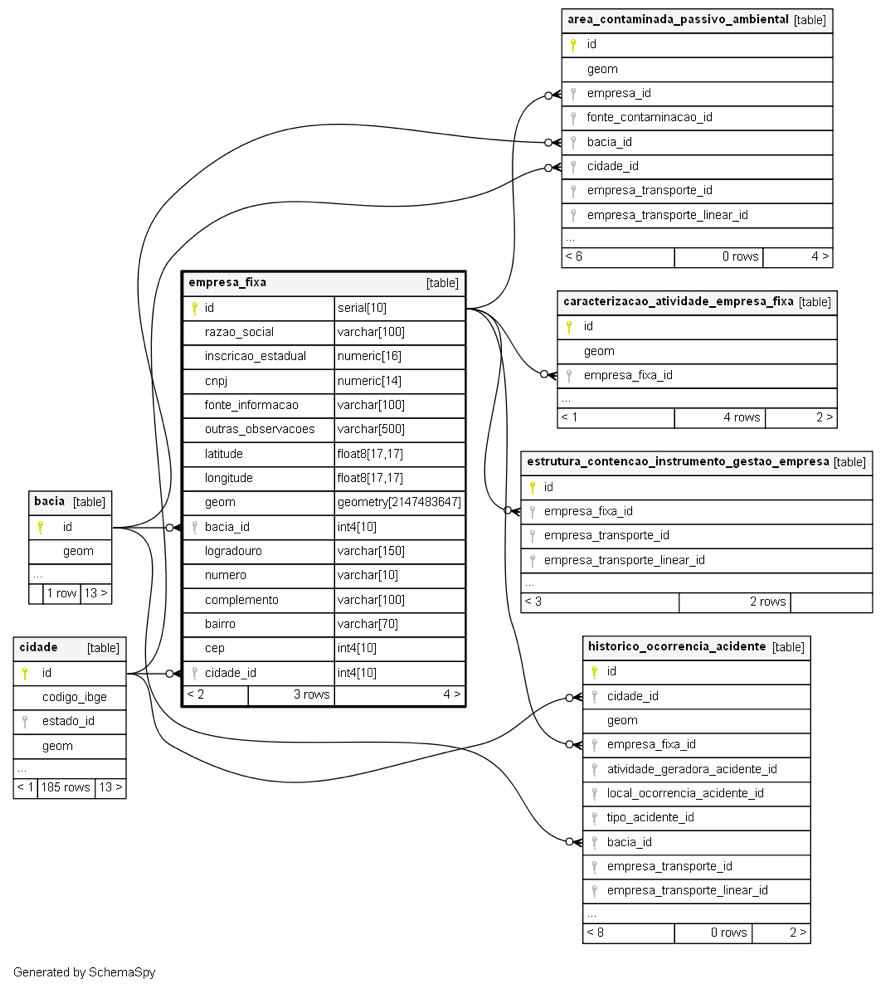 area_contaminada_passivo_ambiental [table]
id
geom
empresa_id
fonte_contaminacao_id
bacia_id
cidade_id
empresa_transporte_id
empresa_transporte_linear_id
...
< 6 0 rows 4 >
empresa_fixa [table]
id serial[10]
razao_social varchar[100]
inscricao_estadual numeric[16]
cnpj numeric[14]
fonte_informacao varchar[100]
outras_observacoes varchar[500]
latitude float8[17,17]
longitude float8[17,17]
geom geometry[2147483647]
bacia_id int4[10]
logradouro varchar[150]
numero varchar[10]
complemento varchar[100]
bairro varchar[70]
cep int4[10]
cidade_id int4[10]
< 2 3 rows 4 >
caracterizacao_atividade_empresa_fixa [table]
id
geom
empresa_fixa_id
...
< 1 4 rows 2 >
estrutura_contencao_instrumento_gestao_empresa [table]
id
empresa_fixa_id
empresa_transporte_id
empresa_transporte_linear_id
...
< 3 2 rows
bacia [table]
id
geom
...
1 row 13 >
cidade [table]
id
codigo_ibge
estado_id
geom
...
< 1 185 rows 13 >
historico_ocorrencia_acidente [table]
id
cidade_id
geom
empresa_fixa_id
atividade_geradora_acidente_id
local_ocorrencia_acidente_id
tipo_acidente_id
bacia_id
empresa_transporte_id
empresa_transporte_linear_id
...
< 8 0 rows 2 >
Generated by SchemaSpy